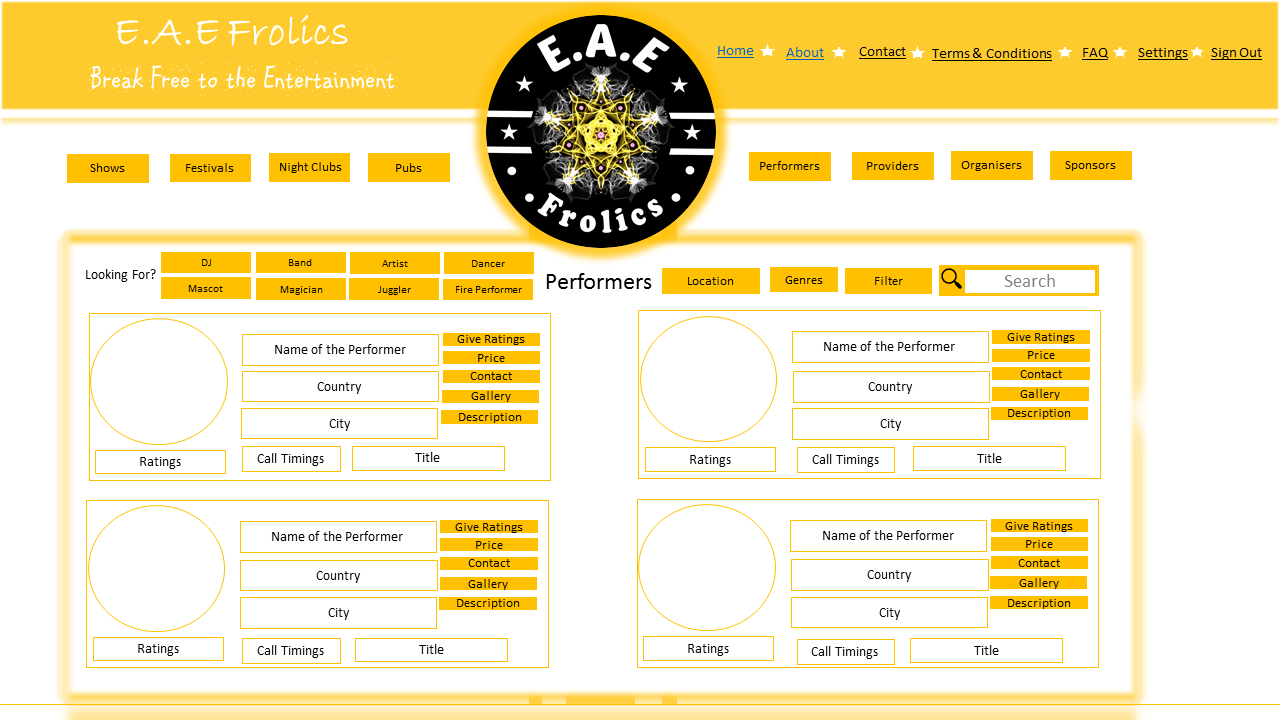 E.A.E Frolics
Break Free to the Entertainment
E.A.E
Frolics
Home About Contact Terms & Conditions FAQ Settings Sign Out
Shows Festivals Night Clubs Pubs
Performers Providers Organisers Sponsors
Looking For?
DJ Band Artist Dancer
Mascot Magician Juggler Fire Performer
Performers
Location Genres Filter Search
Name of the Performer
Country
City
Give Ratings
Price
Contact
Gallery
Description
Ratings Call Timings Title
Name of the Performer
Country
City
Give Ratings
Price
Contact
Gallery
Description
Ratings Call Timings Title
Name of the Performer
Country
City
Give Ratings
Price
Contact
Gallery
Description
Ratings Call Timings Title
Name of the Performer
Country
City
Give Ratings
Price
Contact
Gallery
Description
Ratings Call Timings Title